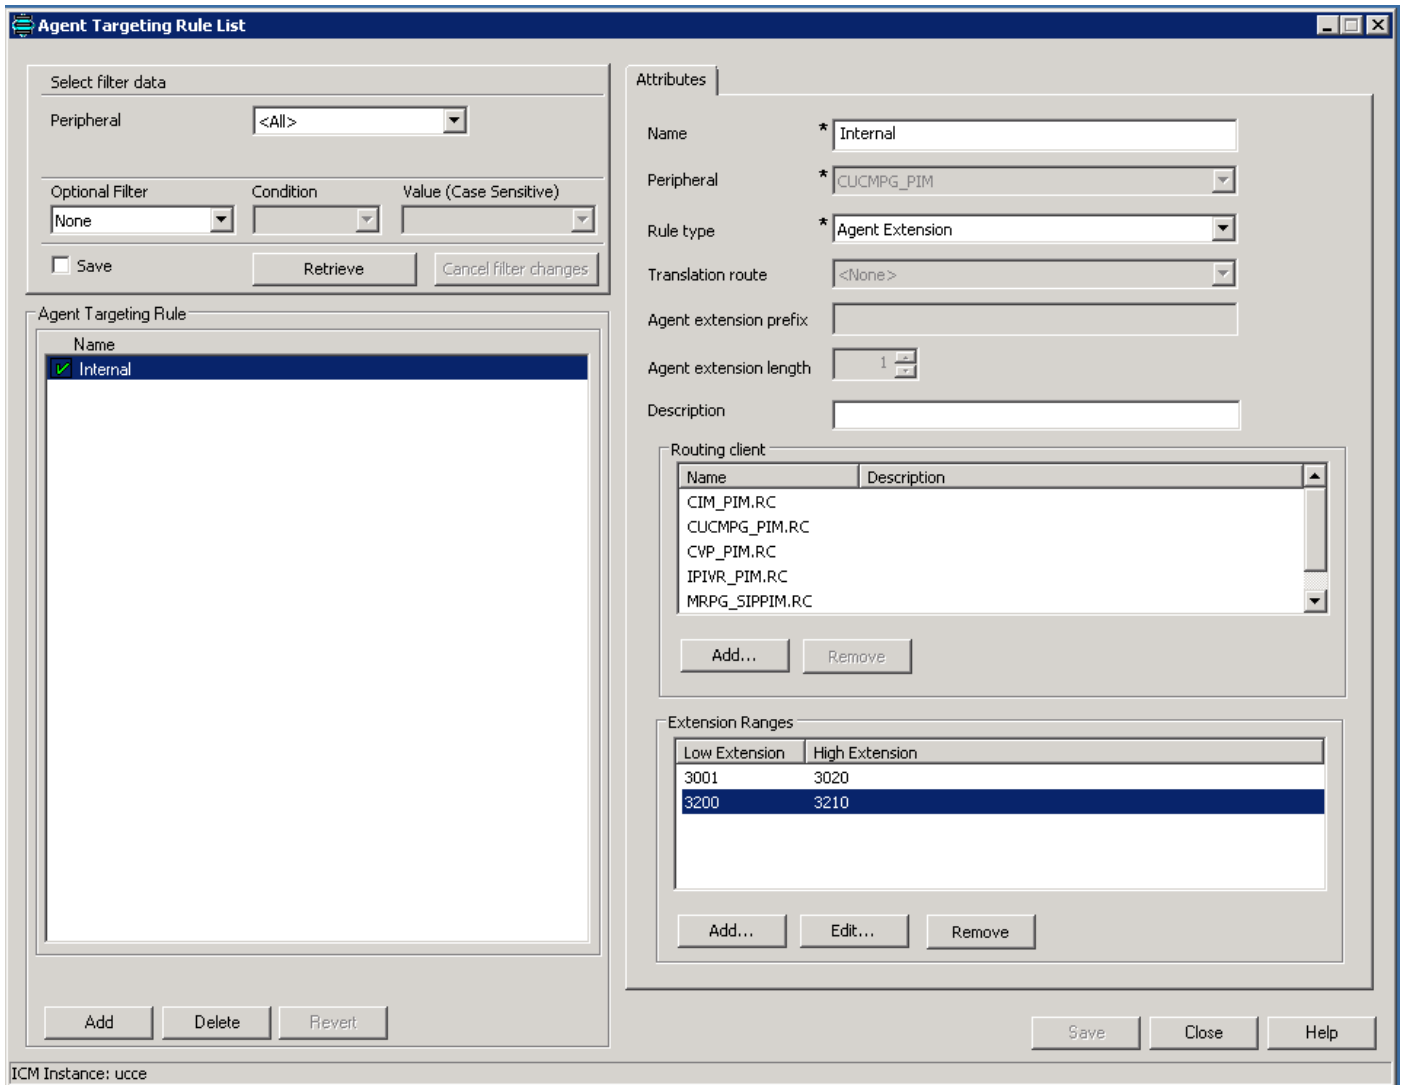 Agent Targeting Rule List
Select filter data
Peripheral
<All>
Optional Filter Condition Value (Case Sensitive)
None
Save
Retrieve
Cancel filter changes
Agent Targeting Rule
Name
Internal
Add
Delete
Revert
Attributes
Name * Internal
Peripheral * CUCMPG_PIM
Rule type * Agent Extension
Translation route <None>
Agent extension prefix
Agent extension length 1
Description
Routing client
Name Description
CIM_PIM.RC
CUCMPG_PIM.RC
CVP_PIM.RC
IPIVR_PIM.RC
MRPG_SIPPIM.RC
Add...
Remove
Extension Ranges
Low Extension High Extension
3001 3020
3200 3210
Add...
Edit...
Remove
Save
Close
Help
ICM Instance: ucce